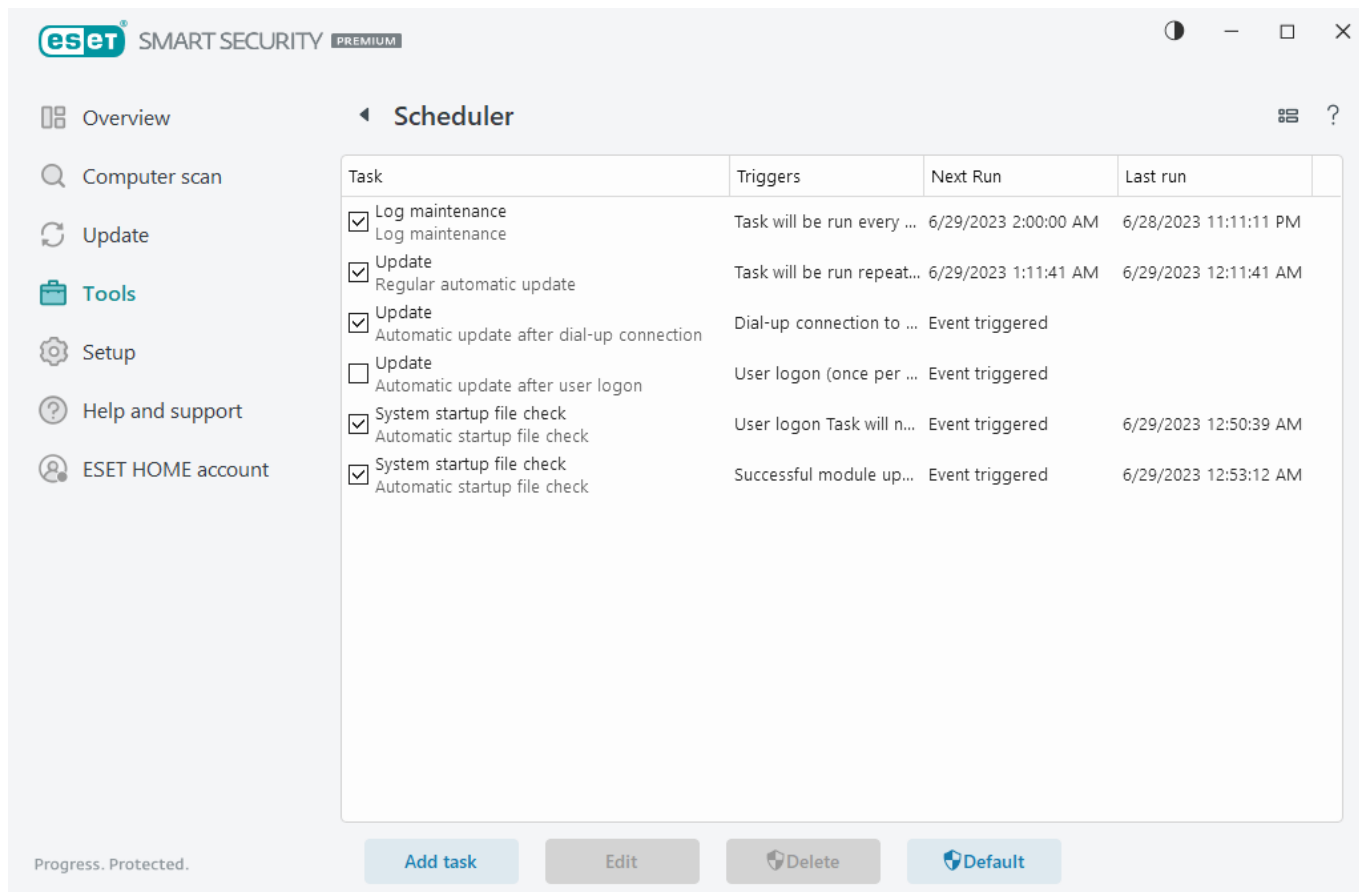 eseT® SMART SECURITY PREMIUM
Overview
Computer scan
Update
Tools
Setup
Help and support
ESET HOME account
Progress. Protected.
Scheduler
?
Task Triggers Next Run Last run
Log maintenance
Log maintenance
Task will be run every ... 6/29/2023 2:00:00 AM 6/28/2023 11:11:11 PM
Update
Regular automatic update
Task will be run repeat... 6/29/2023 1:11:41 AM 6/29/2023 12:11:41 AM
Update
Automatic update after dial-up connection
Dial-up connection to ... Event triggered
Update
Automatic update after user logon
User logon (once per ... Event triggered
System startup file check
Automatic startup file check
User logon Task will n... Event triggered 6/29/2023 12:50:39 AM
System startup file check
Automatic startup file check
Successful module up... Event triggered 6/29/2023 12:53:12 AM
Add task Edit Delete Default